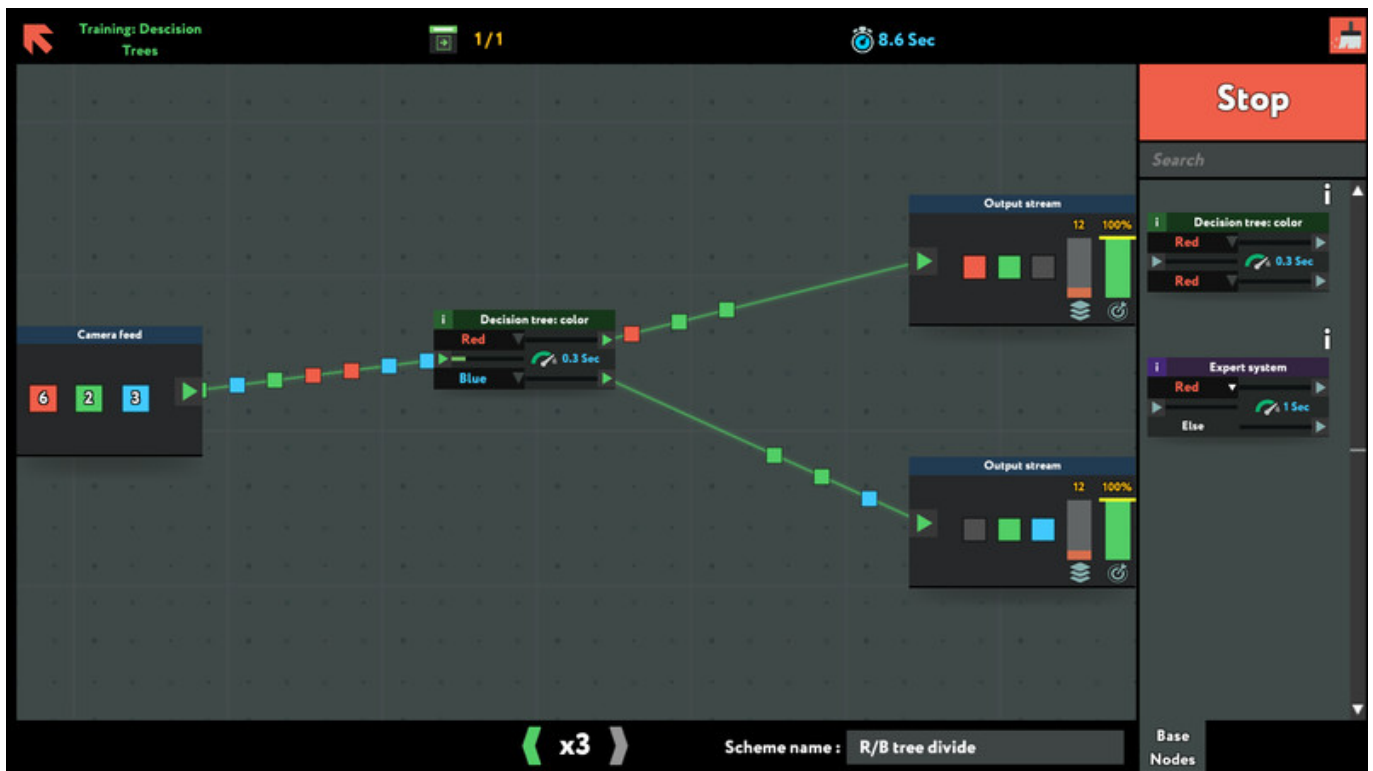 Training: Descision
Trees
1/1
8.6 Sec
Stop
Search
i
Output stream
12 100%
i Decision tree: color
Red
0.3 Sec
Red
Camera feed
6 2 3
i Decision tree: color
Red
0.3 Sec
Blue
i
i Expert system
Red
1 Sec
Else
Output stream
12 100%
x3
Scheme name : R/B tree divide
Base
Nodes